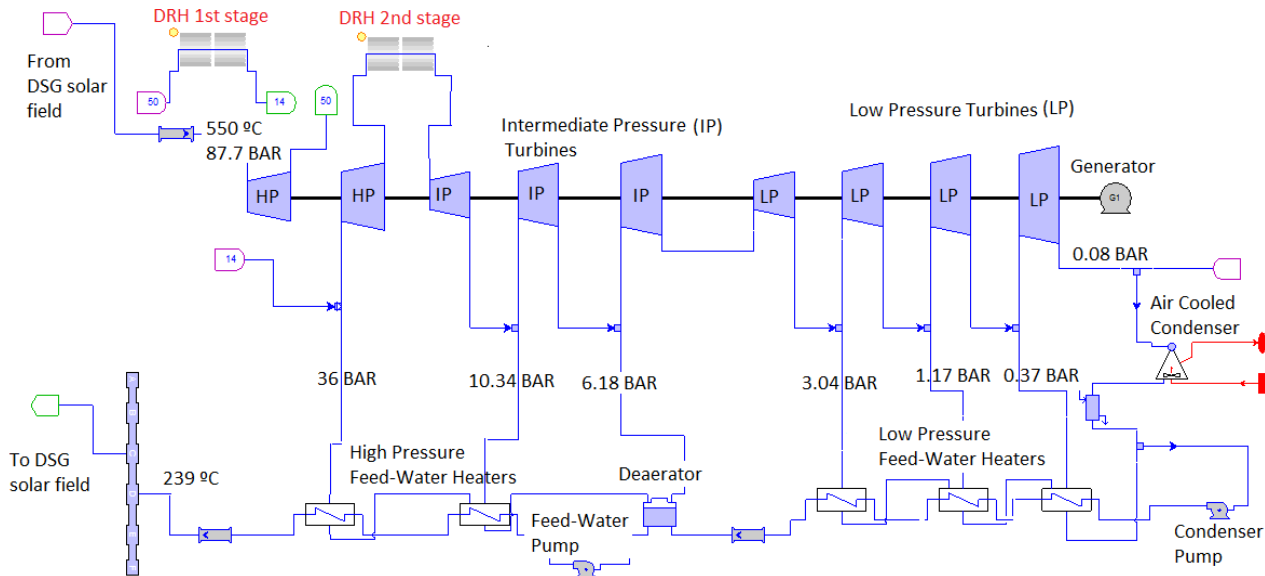 DRH 1st stage
DRH 2nd stage
From
DSG solar
field
50
14
50
550 ºC
87.7 BAR
Intermediate Pressure (IP)
Turbines
Low Pressure Turbines (LP)
Generator
HP
HP
IP
IP
IP
LP
LP
LP
LP
G1
14
0.08 BAR
Air Cooled
Condenser
36 BAR
10.34 BAR
6.18 BAR
3.04 BAR
1.17 BAR
0.37 BAR
To DSG
solar field
239 ºC
High Pressure
Feed-Water Heaters
Deaerator
Low Pressure
Feed-Water Heaters
Feed-Water
Pump
Condenser
Pump